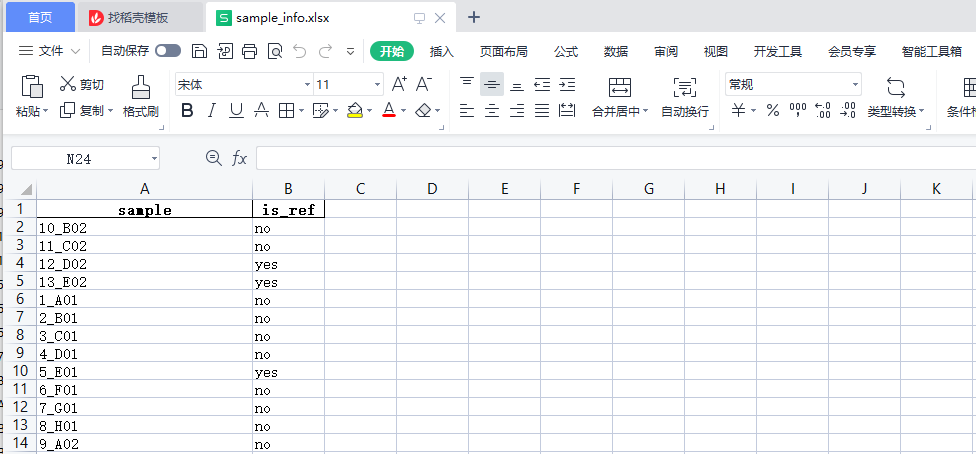 首页 找稻壳模板 S sample_info.xlsx
文件 自动保存 开始 插入 页面布局 公式 数据 审阅 视图 开发工具 会员专享 智能工具箱
剪切 宋体 11 A+ A- 常规
粘贴 复制 格式刷 B I U A A 合并居中 自动换行 ¥ % 000 .0 .00 .00 .0 类型转换
N24 fx
A B C D E F G H I J K
1 sample is_ref
2 10_B02 no
3 11_C02 no
4 12_D02 yes
5 13_E02 yes
6 1_A01 no
7 2_B01 no
8 3_C01 no
9 4_D01 no
10 5_E01 yes
11 6_F01 no
12 7_G01 no
13 8_H01 no
14 9_A02 no